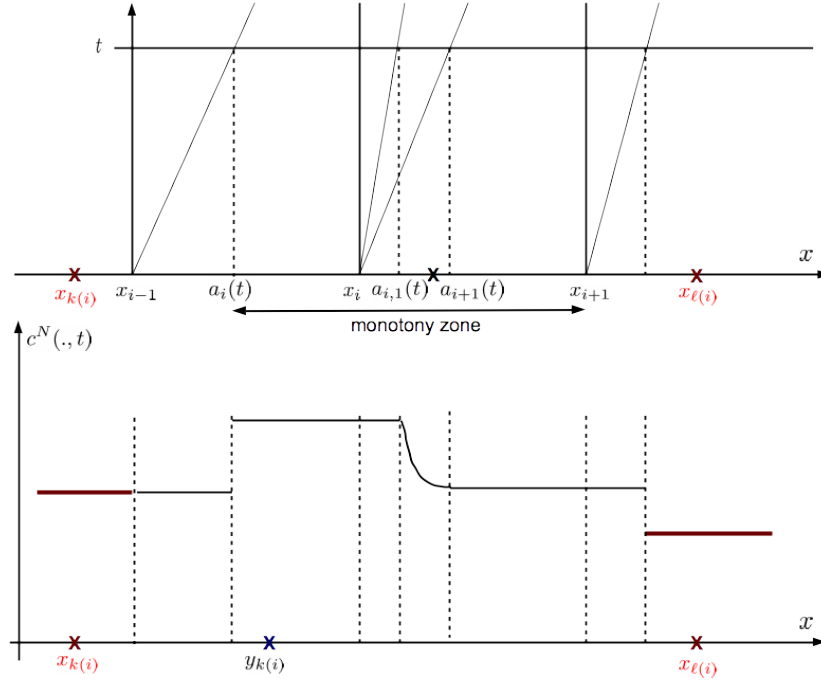 t
x
x_{k(i)} x_{i-1} a_i(t) x_i a_{i,1}(t) a_{i+1}(t) x_{i+1} x_{ℓ(i)}
monotony zone
c^N(.,t)
x
x_{k(i)} y_{k(i)} x_{ℓ(i)}